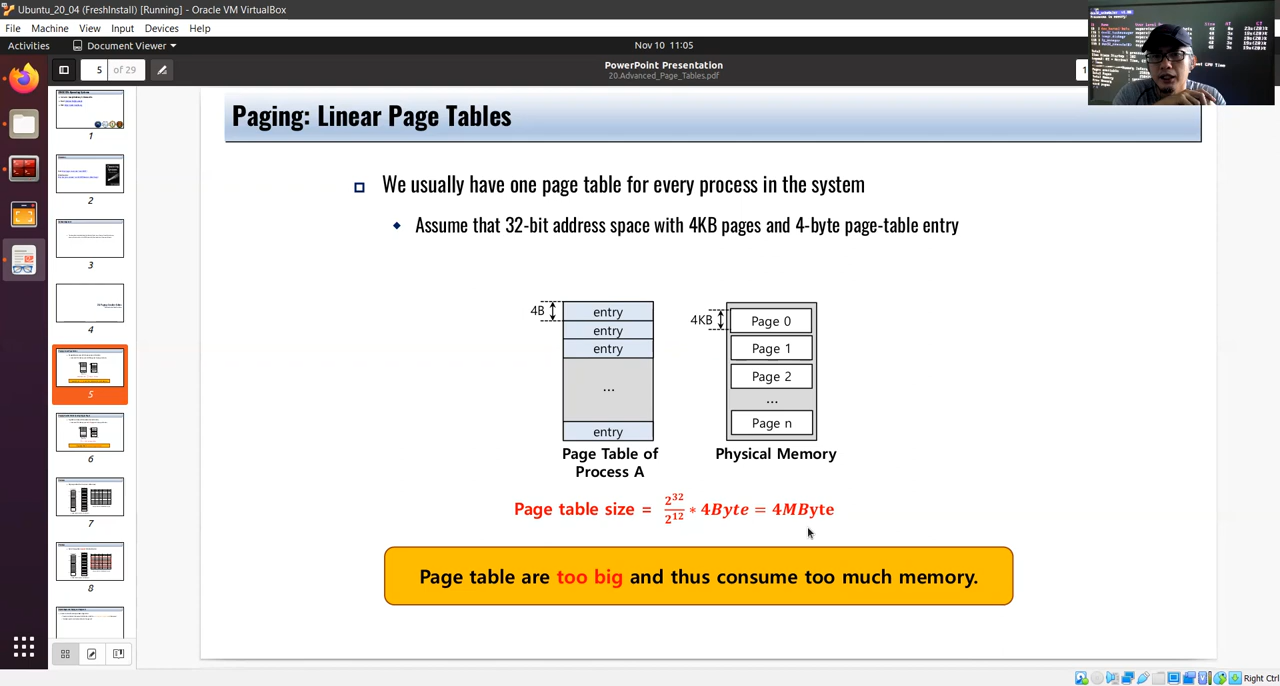 Ubuntu_20_04 (FreshInstall) [Running] - Oracle VM VirtualBox
File Machine View Input Devices Help
Activities Document Viewer Nov 10 11:05
5 of 29
PowerPoint Presentation
20.Advanced_Page_Tables.pdf
1
2
3
4
5
6
7
8
Paging: Linear Page Tables
We usually have one page table for every process in the system
Assume that 32-bit address space with 4KB pages and 4-byte page-table entry
4B
entry
entry
entry
...
entry
Page Table of
Process A
4KB
Page 0
Page 1
Page 2
...
Page n
Physical Memory
Page table size = 2^32 / 2^12 * 4Byte = 4MByte
Page table are too big and thus consume too much memory.
Right Ctrl